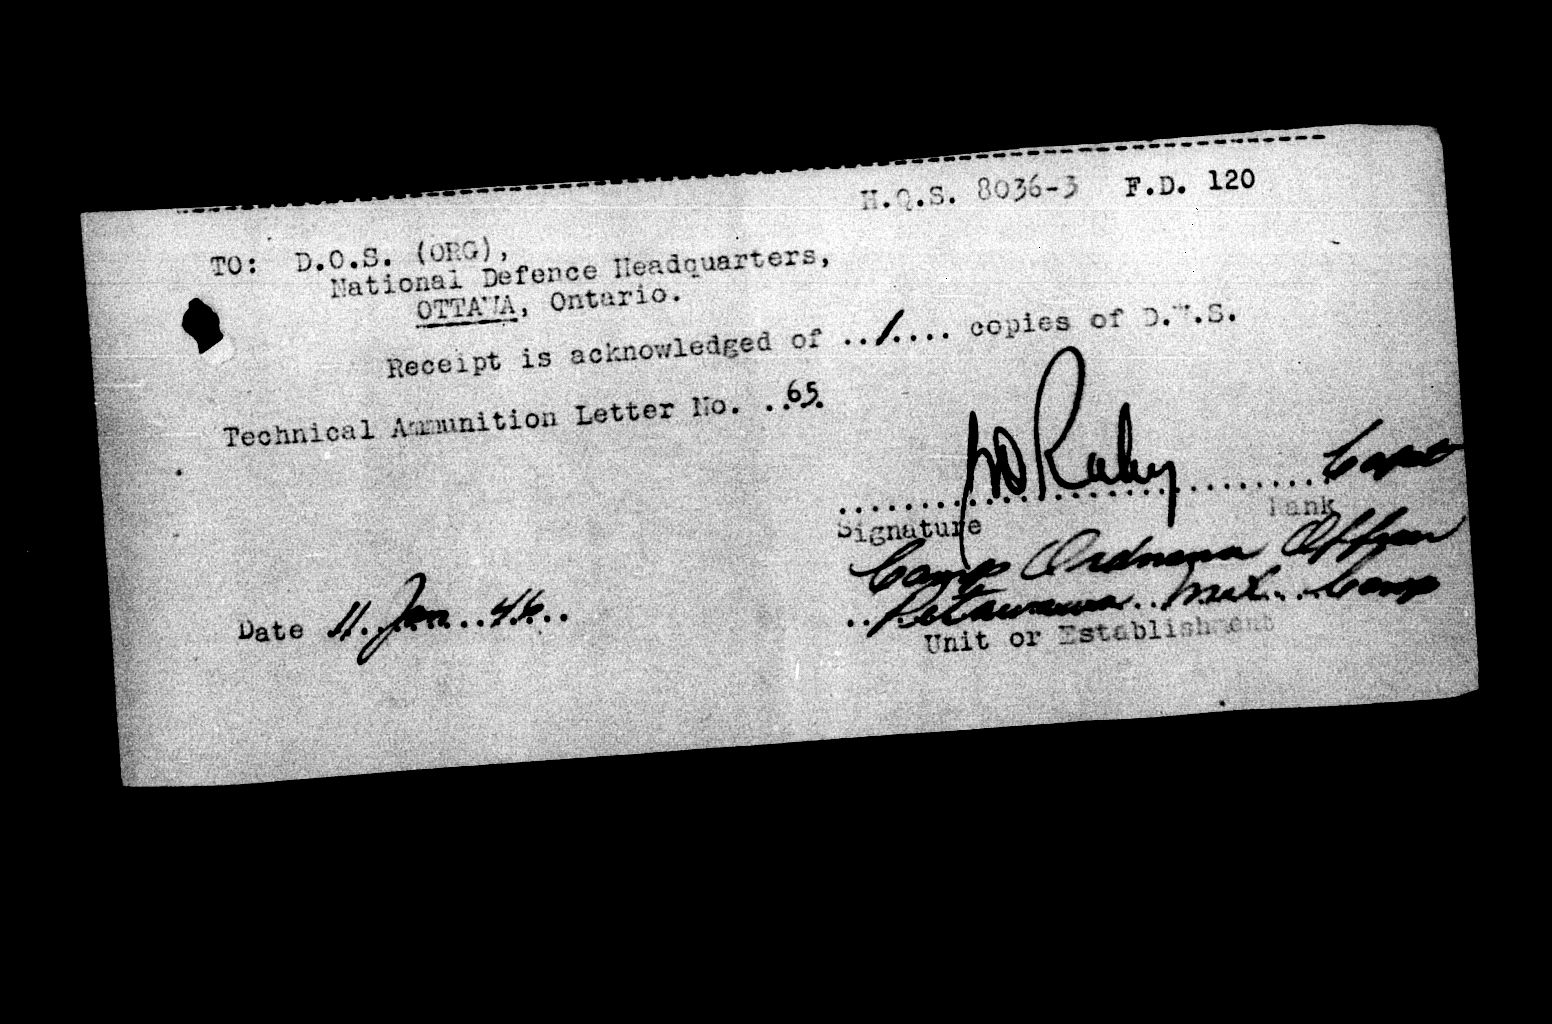 H.Q.S. 8036-3 F.D. 120
TO: D.O.S. (ORG),
National Defence Headquarters,
OTTAWA, Ontario.
Receipt is acknowledged of ..1.... copies of D.W.S.
Technical Ammunition Letter No. ..65.
Capt
Signature Rank
Camp Ordnance Officer
Date 11 Jan 46..
..Petawawa..Mil...Camp
Unit or Establishment